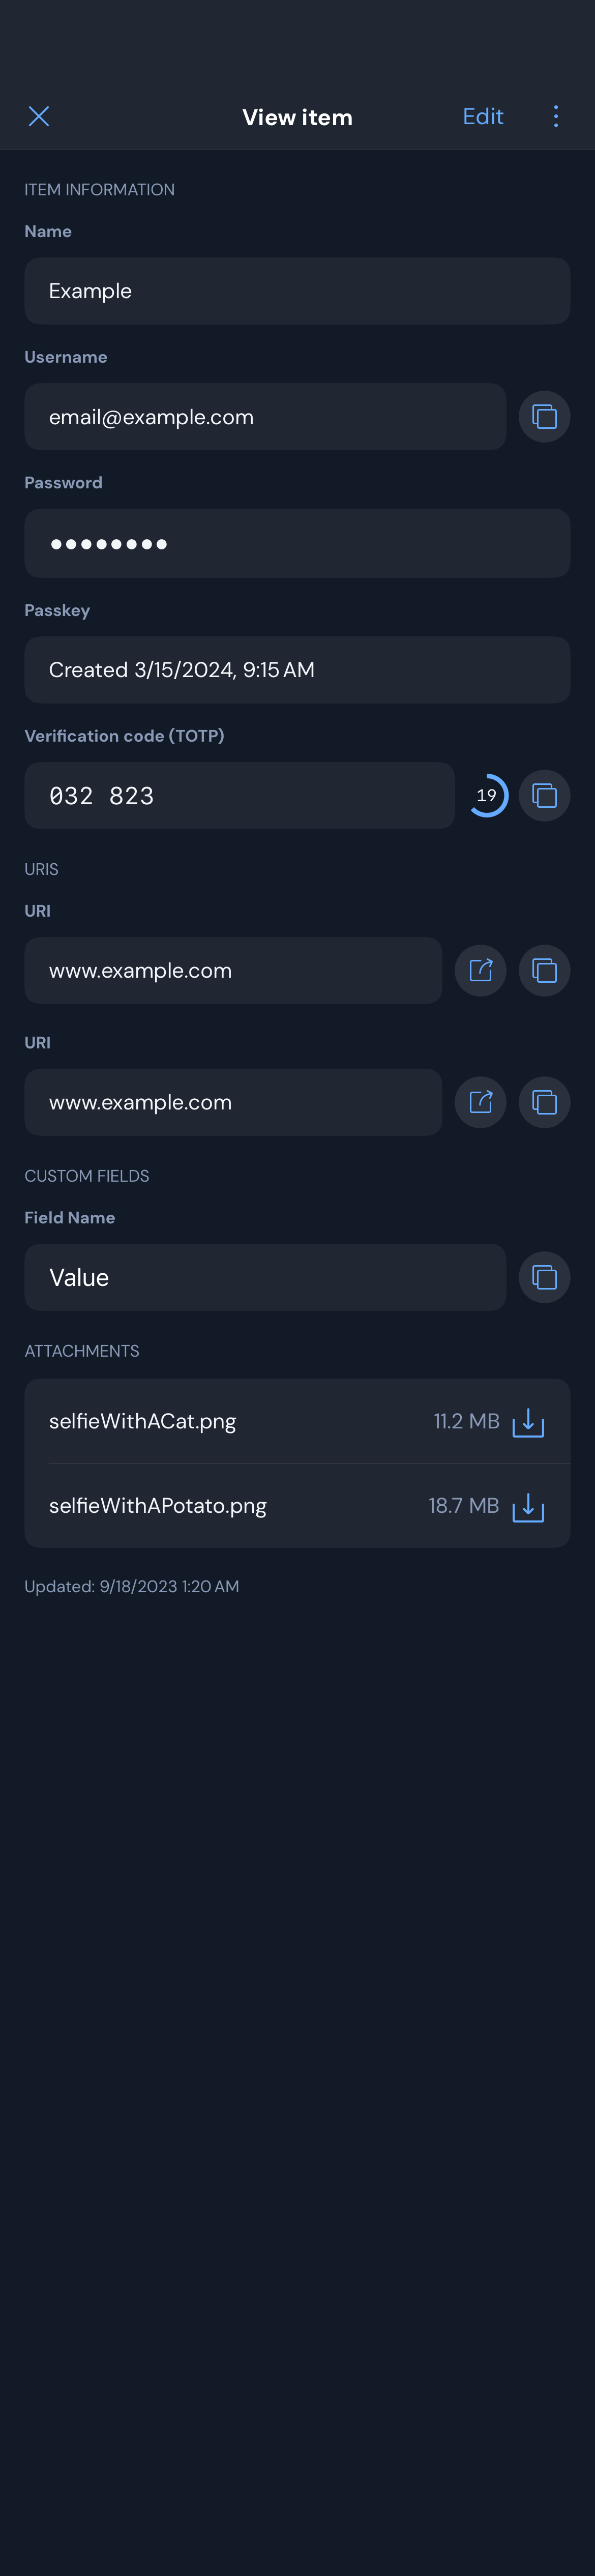 View item
Edit
ITEM INFORMATION
Name
Example
Username
email@example.com
Password
••••••••
Passkey
Created 3/15/2024, 9:15 AM
Verification code (TOTP)
032 823
19
URIS
URI
www.example.com
URI
www.example.com
CUSTOM FIELDS
Field Name
Value
ATTACHMENTS
selfieWithACat.png 11.2 MB
selfieWithAPotato.png 18.7 MB
Updated: 9/18/2023 1:20 AM